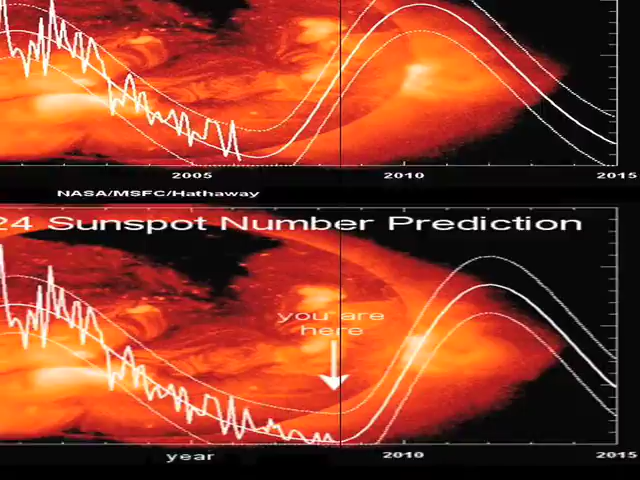 2005 2010 2015
NASA/MSFC/Hathaway
24 Sunspot Number Prediction
you are
here
year 2010 2015